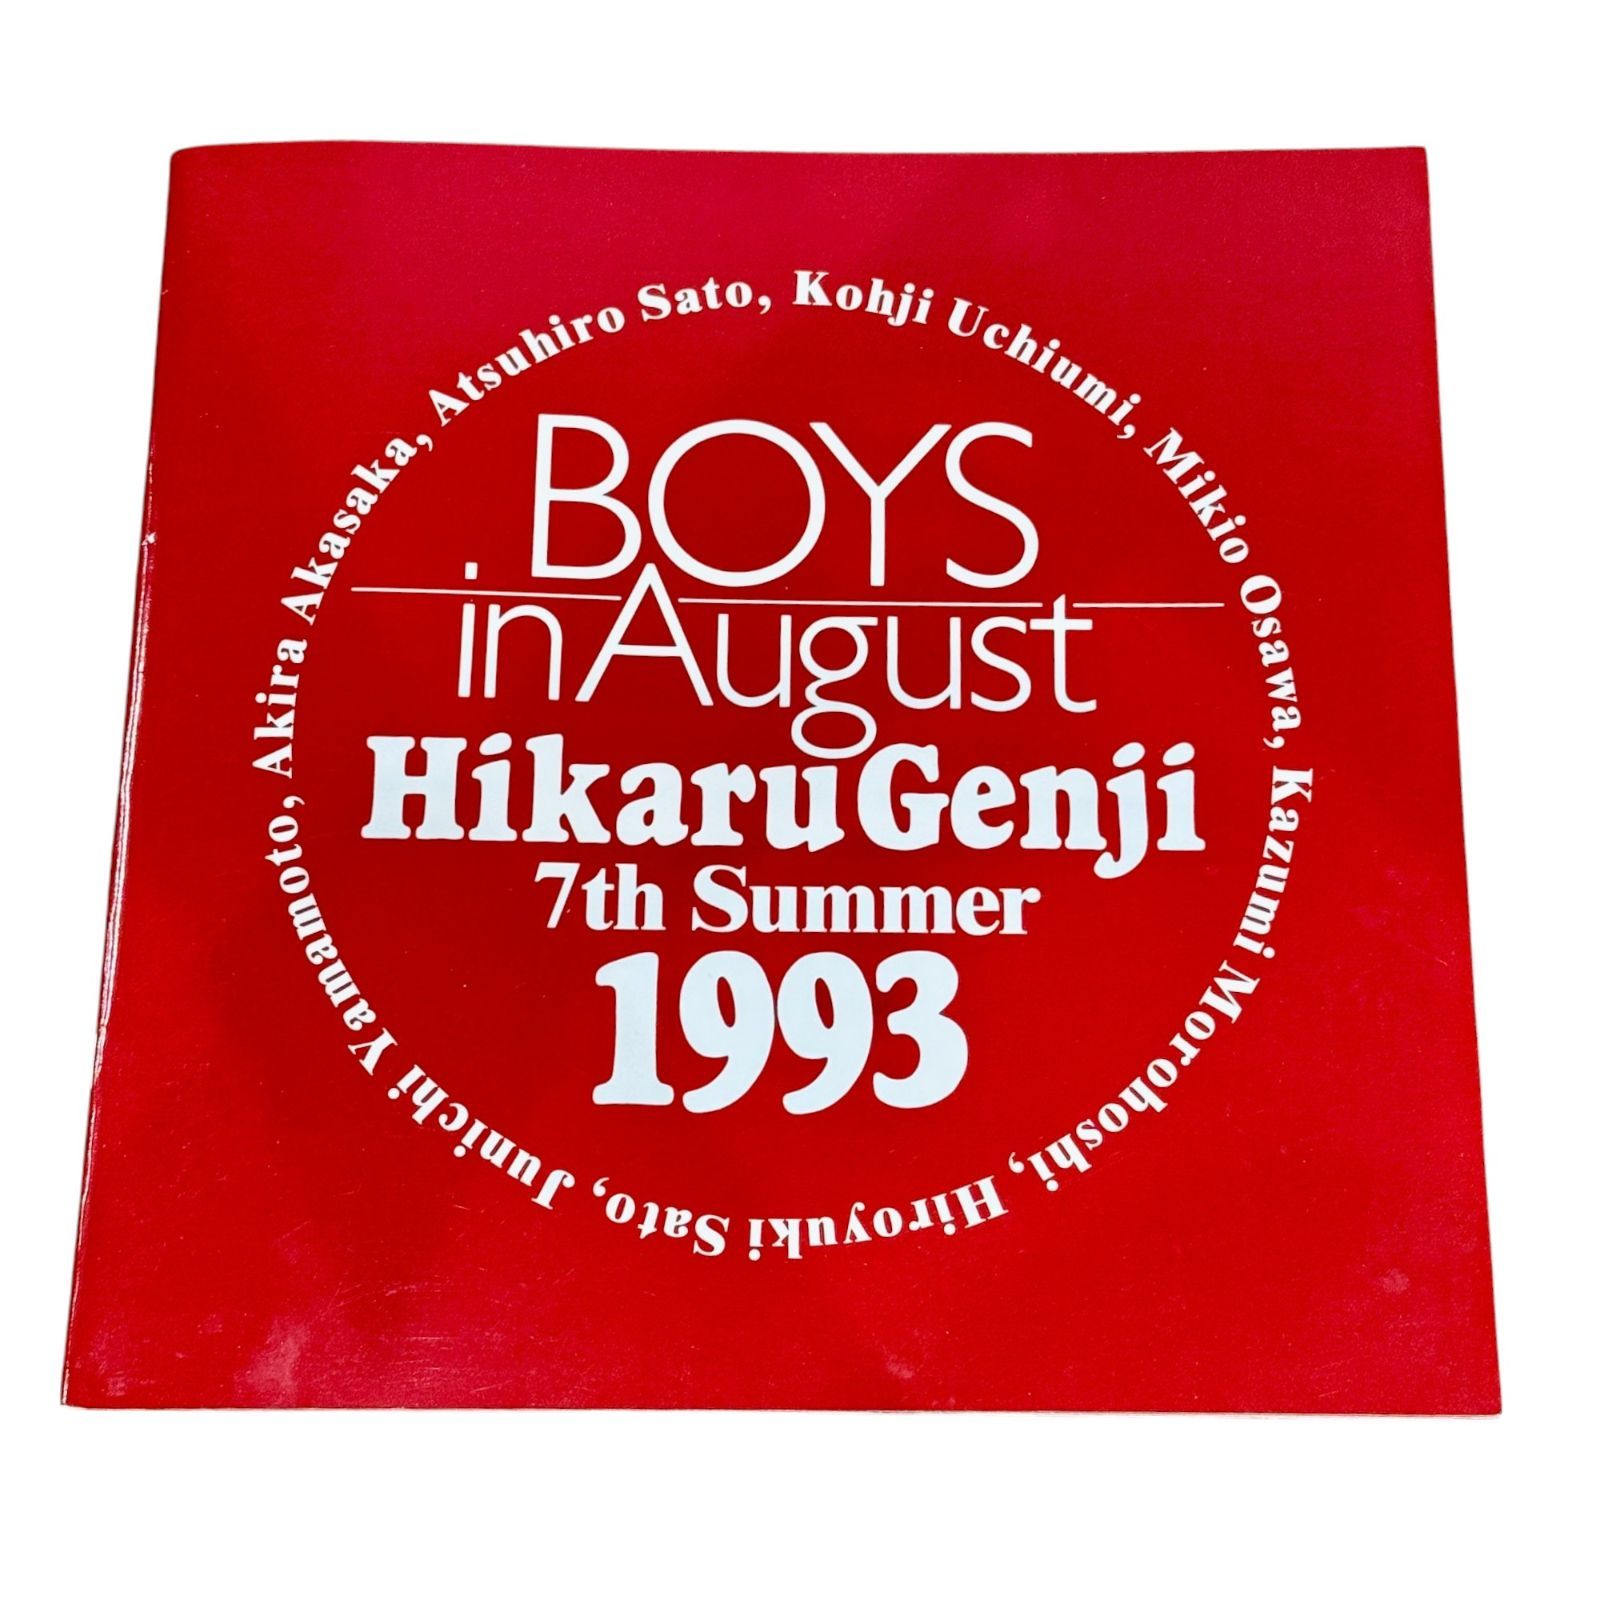 BOYS
in August
Hikaru Genji
7th Summer
1993
Kohji Uchiumi, Mikio Osawa, Kazumi Morohoshi, Hiroyuki Sato, Junichi Yamamoto, Akira Akasaka, Atsuhiro Sato,